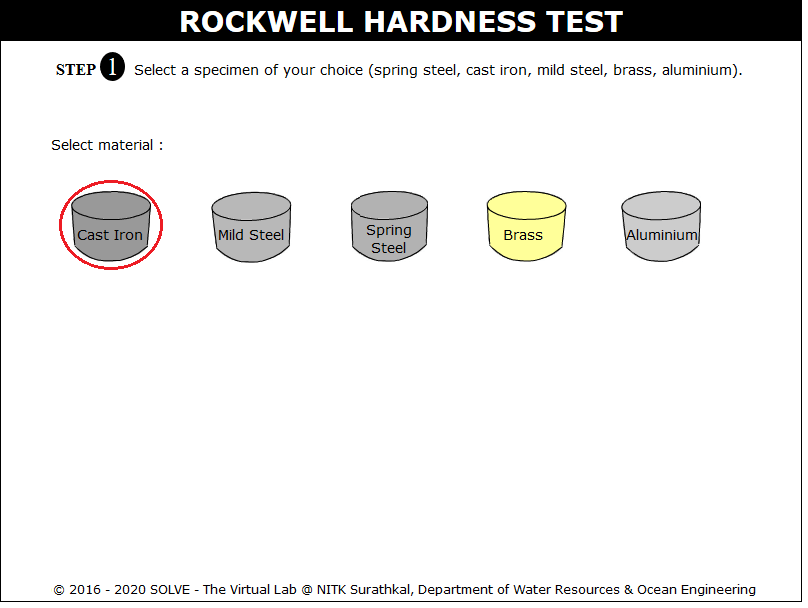 ROCKWELL HARDNESS TEST
STEP 1 Select a specimen of your choice (spring steel, cast iron, mild steel, brass, aluminium).
Select material :
Cast Iron
Mild Steel
Spring
Steel
Brass
Aluminium
© 2016 - 2020 SOLVE - The Virtual Lab @ NITK Surathkal, Department of Water Resources & Ocean Engineering